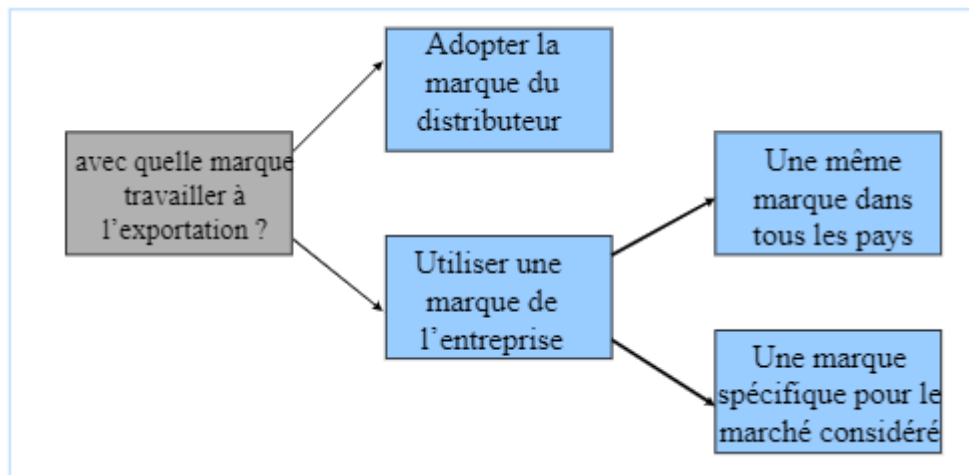 avec quelle marque
travailler à
l’exportation ?
Adopter la
marque du
distributeur
Utiliser une
marque de
l’entreprise
Une même
marque dans
tous les pays
Une marque
spécifique pour le
marché considéré